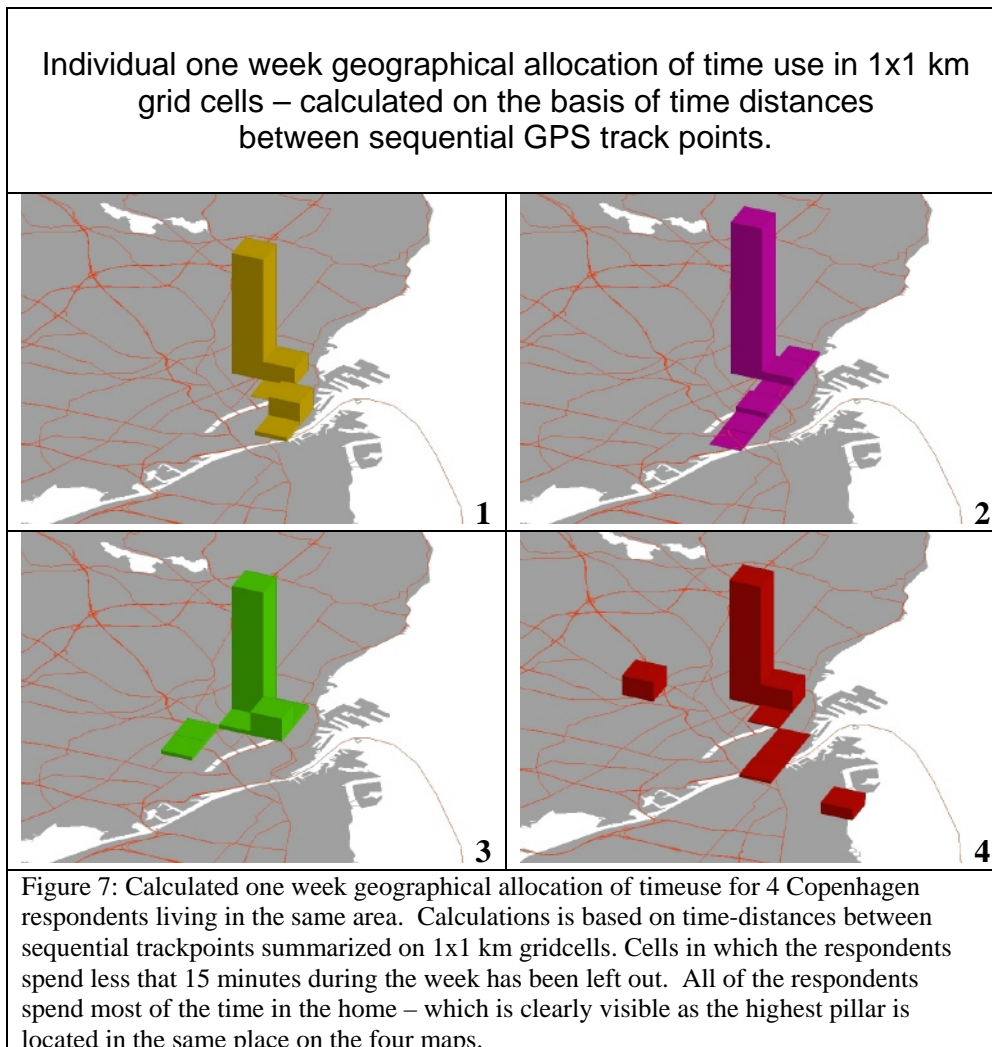 Individual one week geographical allocation of time use in 1x1 km
grid cells – calculated on the basis of time distances
between sequential GPS track points.
1
2
3
4
Figure 7: Calculated one week geographical allocation of timeuse for 4 Copenhagen
respondents living in the same area.  Calculations is based on time-distances between
sequential trackpoints summarized on 1x1 km gridcells. Cells in which the respondents
spend less that 15 minutes during the week has been left out.  All of the respondents
spend most of the time in the home – which is clearly visible as the highest pillar is
located in the same place on the four maps.